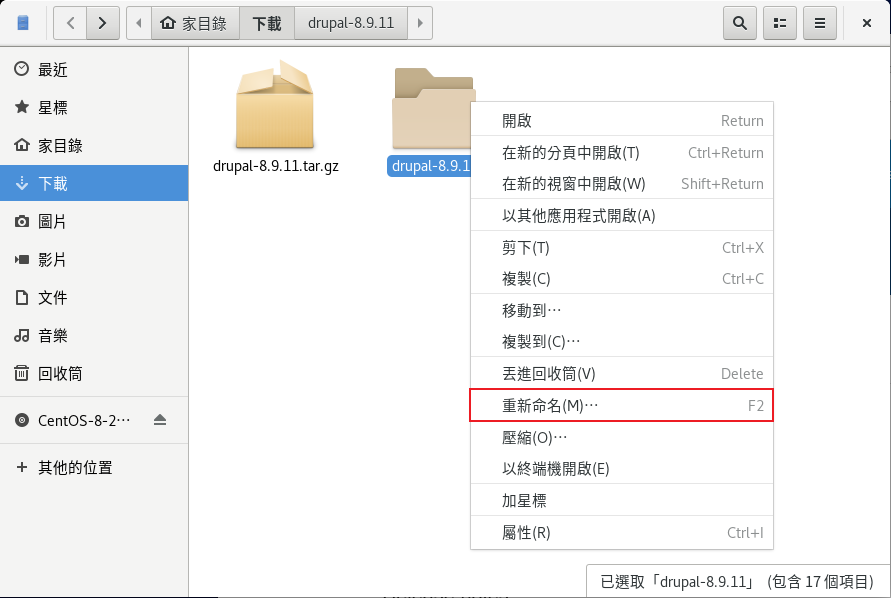 家目錄 下載 drupal-8.9.11
最近
星標
家目錄
下載
圖片
影片
文件
音樂
回收筒
CentOS-8-2…
其他的位置
drupal-8.9.11.tar.gz
drupal-8.9.1
開啟 Return
在新的分頁中開啟(T) Ctrl+Return
在新的視窗中開啟(W) Shift+Return
以其他應用程式開啟(A)
剪下(T) Ctrl+X
複製(C) Ctrl+C
移動到…
複製到(C)…
丟進回收筒(V) Delete
重新命名(M)… F2
壓縮(O)…
以終端機開啟(E)
加星標
屬性(R) Ctrl+I
已選取「drupal-8.9.11」 (包含 17 個項目)